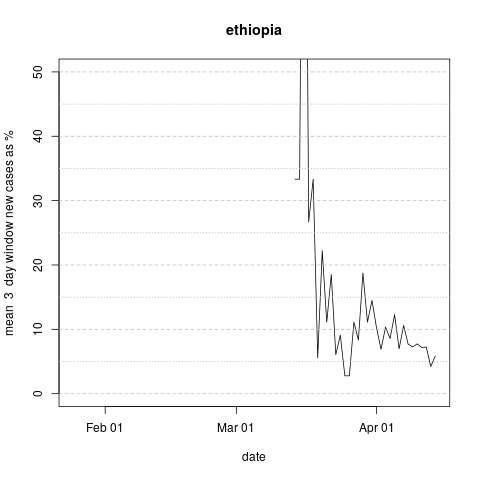 ethiopia
mean 3 day window new cases as %
50
40
30
20
10
0
Feb 01
Mar 01
Apr 01
date